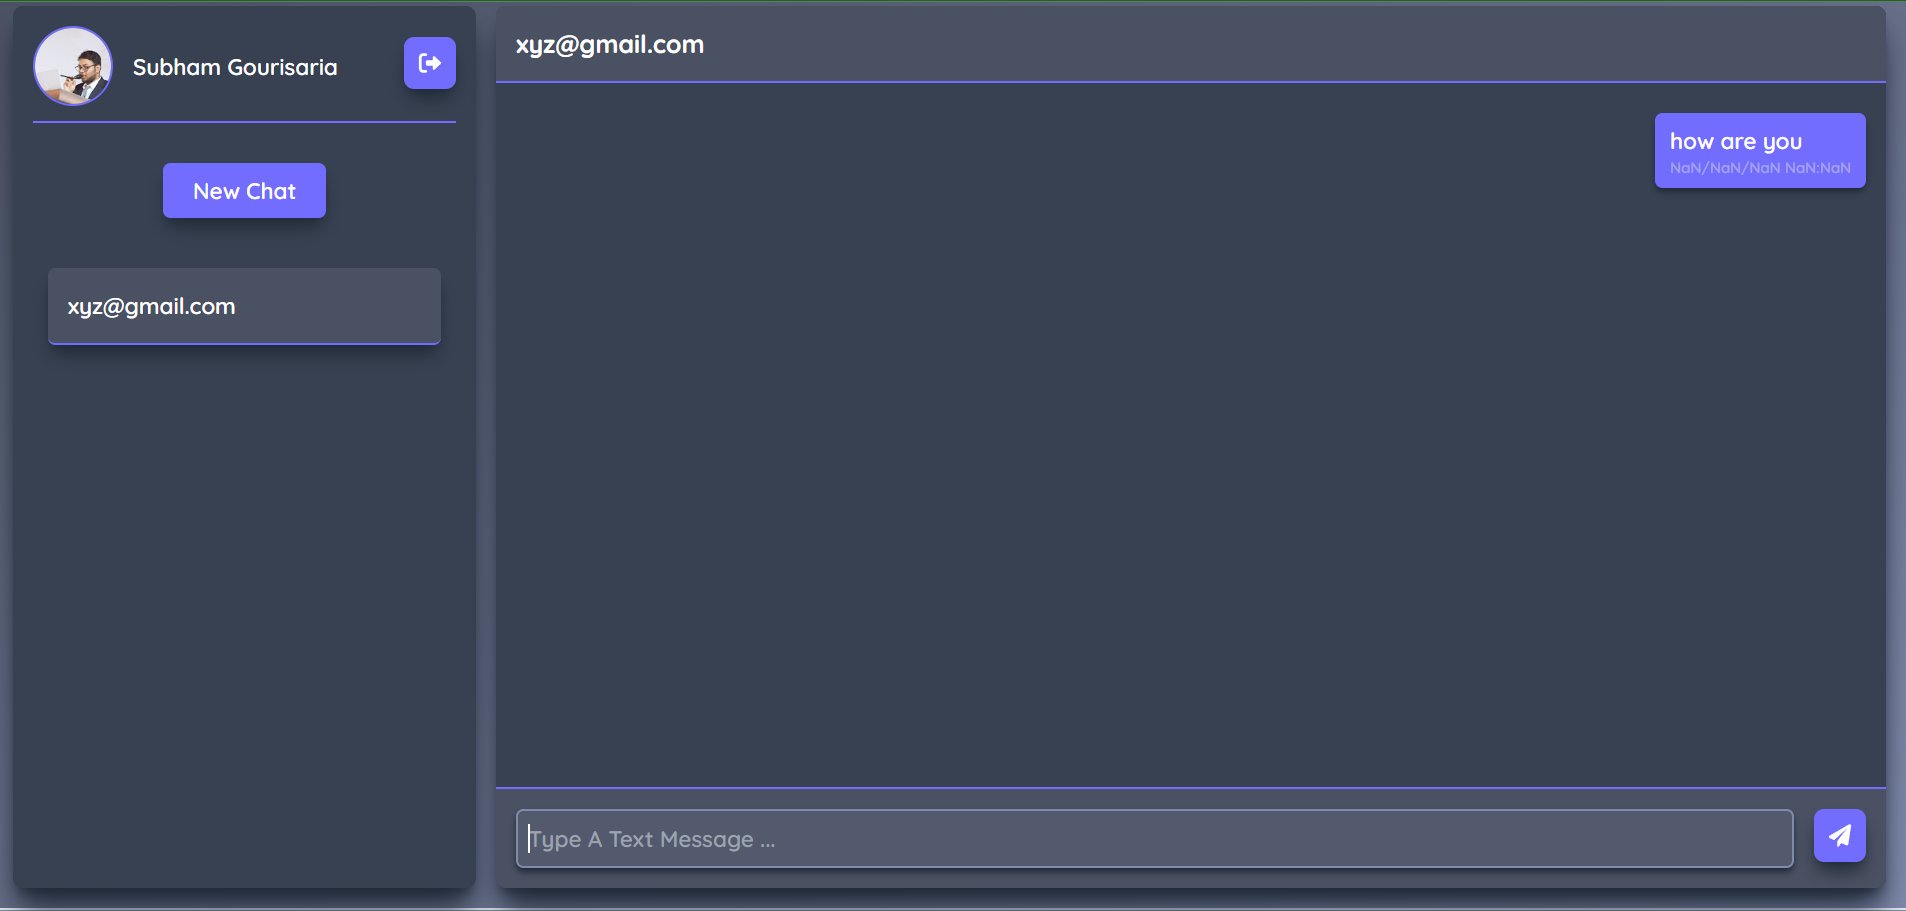 Subham Gourisaria
New Chat
xyz@gmail.com
xyz@gmail.com
how are you
NaN/NaN/NaN NaN:NaN
Type A Text Message ...